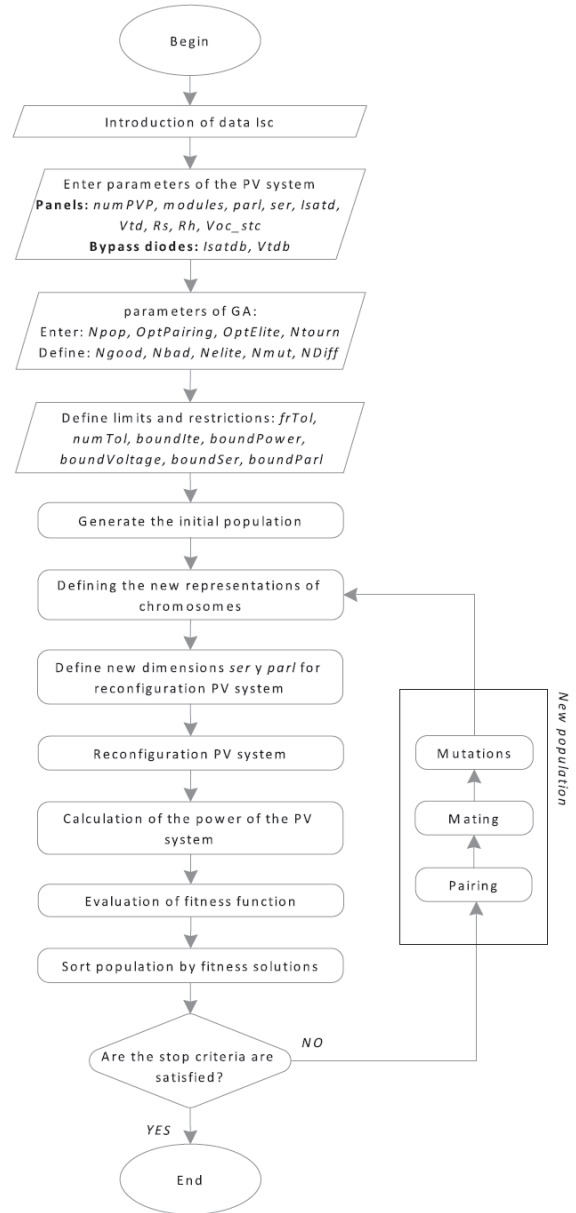 Begin
Introduction of data Isc
Enter parameters of the PV system
Panels: numPVP, modules, parl, ser, Isatd,
Vtd, Rs, Rh, Voc_stc
Bypass diodes: Isatdb, Vtdb
parameters of GA:
Enter: Npop, OptPairing, OptElite, Ntourn
Define: Ngood, Nbad, Nelite, Nmut, NDiff
Define limits and restrictions: frTol,
numTol, boundIte, boundPower,
boundVoltage, boundSer, boundParl
Generate the initial population
Defining the new representations of
chromosomes
Define new dimensions ser y parl for
reconfiguration PV system
Reconfiguration PV system
Calculation of the power of the PV
system
Evaluation of fitness function
Sort population by fitness solutions
Are the stop criteria are
satisfied?
NO
YES
End
Pairing
Mating
Mutations
New population